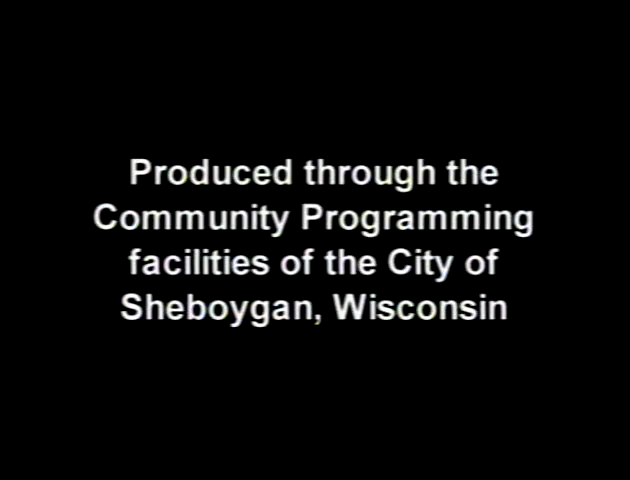 Produced through the
Community Programming
facilities of the City of
Sheboygan, Wisconsin